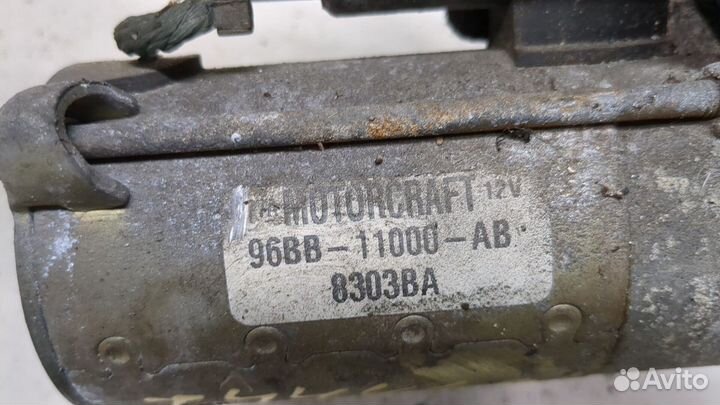 MOTORCRAFT 12V
96BB-11000-AB
8303BA
Avito